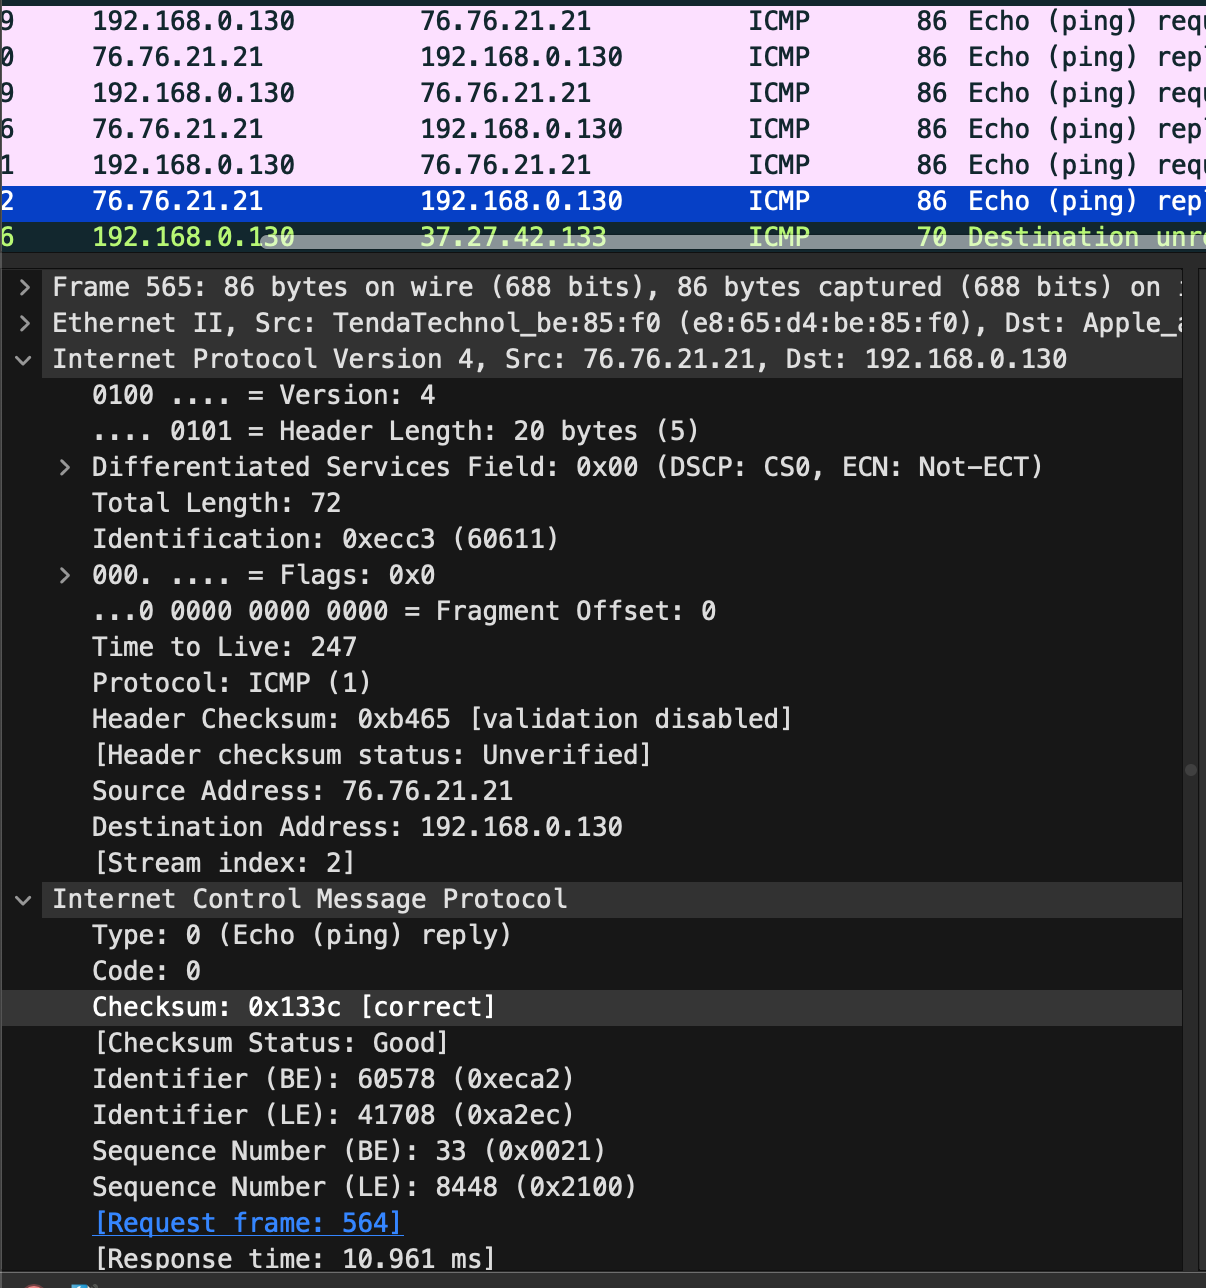 9 192.168.0.130 76.76.21.21 ICMP 86 Echo (ping) requ
0 76.76.21.21 192.168.0.130 ICMP 86 Echo (ping) repl
9 192.168.0.130 76.76.21.21 ICMP 86 Echo (ping) requ
6 76.76.21.21 192.168.0.130 ICMP 86 Echo (ping) repl
1 192.168.0.130 76.76.21.21 ICMP 86 Echo (ping) requ
2 76.76.21.21 192.168.0.130 ICMP 86 Echo (ping) repl
6 192.168.0.130 37.27.42.133 ICMP 70 Destination unre
Frame 565: 86 bytes on wire (688 bits), 86 bytes captured (688 bits) on i
Ethernet II, Src: TendaTechnol_be:85:f0 (e8:65:d4:be:85:f0), Dst: Apple_a
Internet Protocol Version 4, Src: 76.76.21.21, Dst: 192.168.0.130
0100 .... = Version: 4
.... 0101 = Header Length: 20 bytes (5)
Differentiated Services Field: 0x00 (DSCP: CS0, ECN: Not-ECT)
Total Length: 72
Identification: 0xecc3 (60611)
000. .... = Flags: 0x0
...0 0000 0000 0000 = Fragment Offset: 0
Time to Live: 247
Protocol: ICMP (1)
Header Checksum: 0xb465 [validation disabled]
[Header checksum status: Unverified]
Source Address: 76.76.21.21
Destination Address: 192.168.0.130
[Stream index: 2]
Internet Control Message Protocol
Type: 0 (Echo (ping) reply)
Code: 0
Checksum: 0x133c [correct]
[Checksum Status: Good]
Identifier (BE): 60578 (0xeca2)
Identifier (LE): 41708 (0xa2ec)
Sequence Number (BE): 33 (0x0021)
Sequence Number (LE): 8448 (0x2100)
[Request frame: 564]
[Response time: 10.961 ms]